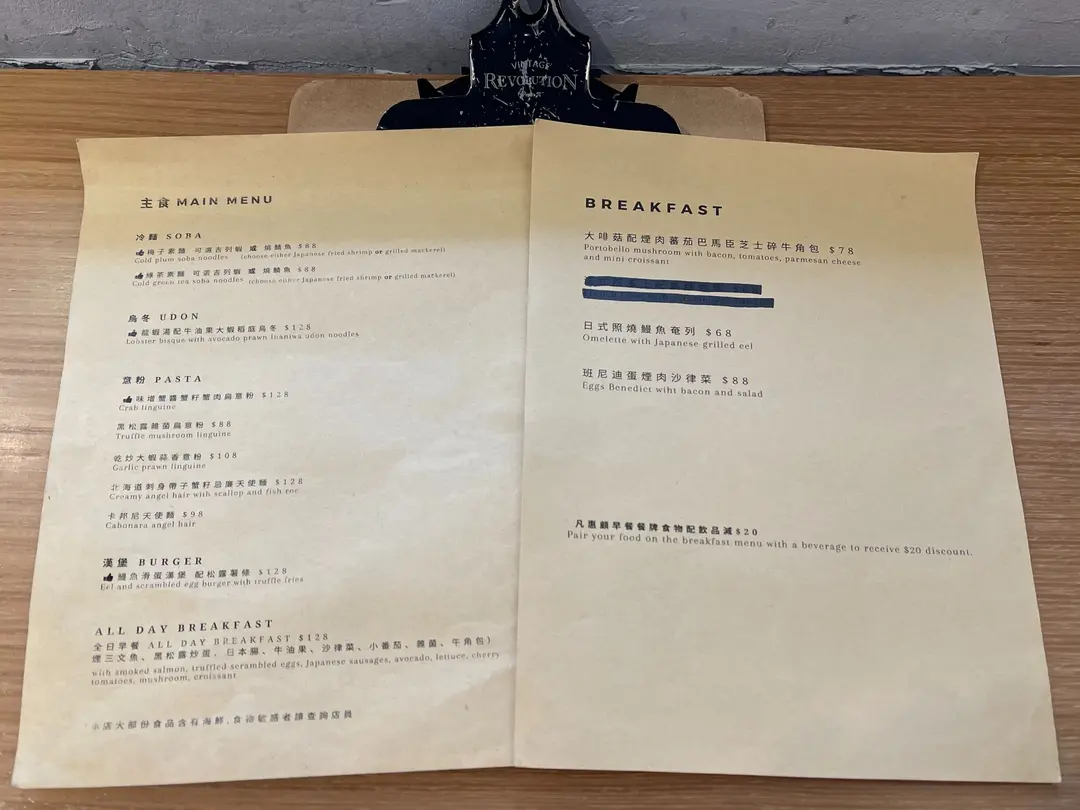 VINTAGE
REVOLUTION
主食 MAIN MENU
冷麵 SOBA
梅子素麵 可選吉列蝦 或 燒鯖魚 $88
Cold plum soba noodles (choose either Japanese fried shrimp or grilled mackerel)
綠茶素麵 可選吉列蝦 或 燒鯖魚 $88
Cold green tea soba noodles (choose either Japanese fried shrimp or grilled mackerel)
烏冬 UDON
龍蝦湯配牛油果大蝦稻庭烏冬 $128
Lobster bisque with avocado prawn Inaniwa udon noodles
意粉 PASTA
味增蟹醬蟹籽蟹肉扁意粉 $128
Crab linguine
黑松露雜菌扁意粉 $88
Truffle mushroom linguine
乾炒大蝦蒜香意粉 $108
Garlic prawn linguine
北海道刺身帶子蟹籽忌廉天使麵 $128
Creamy angel hair with scallop and fish roe
卡邦尼天使麵 $98
Cabonara angel hair
漢堡 BURGER
鰻魚滑蛋漢堡 配松露薯條 $128
Eel and scrambled egg burger with truffle fries
ALL DAY BREAKFAST
全日早餐 ALL DAY BREAKFAST $128
煙三文魚、黑松露炒蛋、日本腸、牛油果、沙律菜、小番茄、雜菌、牛角包）
with smoked salmon, truffled scrambled eggs, Japanese sausages, avocado, lettuce, cherry
tomatoes, mushroom, croissant
店大部份食品含有海鮮，食物敏感者請查詢店員
BREAKFAST
大啡菇配煙肉蕃茄巴馬臣芝士碎牛角包 $78
Portobello mushroom with bacon, tomatoes, parmesan cheese
and mini croissant
日式照燒鰻魚奄列 $68
Omelette with Japanese grilled eel
班尼迪蛋煙肉沙律菜 $88
Eggs Benedict wiht bacon and salad
凡惠顧早餐餐牌食物配飲品減$20
Pair your food on the breakfast menu with a beverage to receive $20 discount.